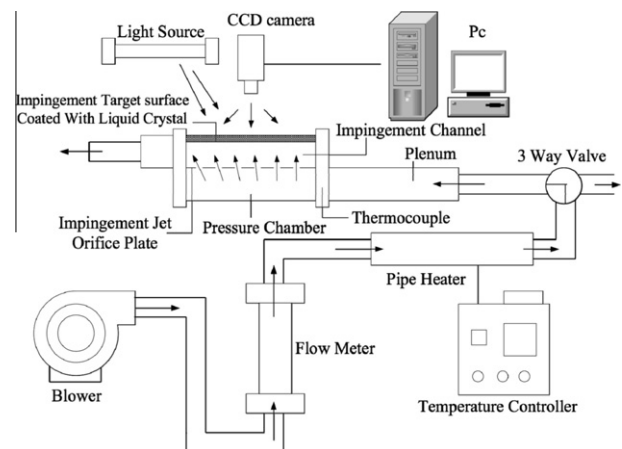 CCD camera
Light Source
Pc
Impingement Target surface
Coated With Liquid Crystal
Impingement Channel
Plenum
3 Way Valve
Impingement Jet
Orifice Plate
Pressure Chamber
Thermocouple
Pipe Heater
Flow Meter
Blower
Temperature Controller